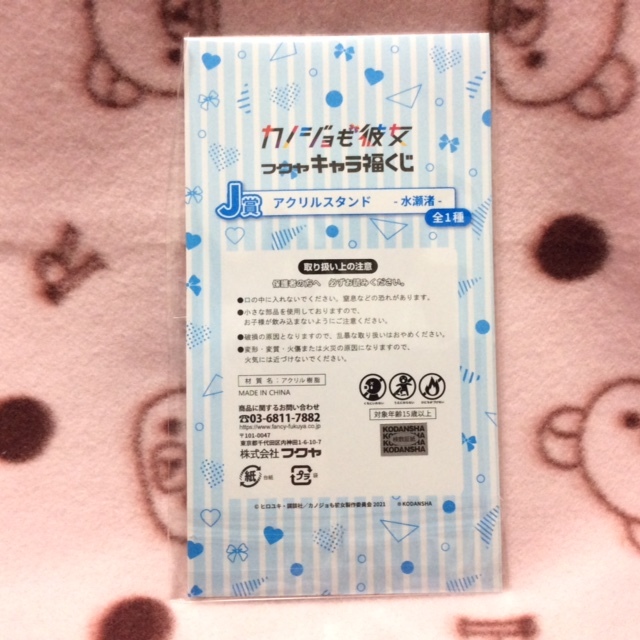 カノジョも彼女
フクヤキャラ福くじ
J賞 アクリルスタンド - 水瀬渚 -
全1種
取り扱い上の注意
保護者の方へ 必ずお読みください。
●口の中に入れないでください。窒息などの恐れがあります。
●小さな部品を使用しておりますので、
お子様が飲み込まないようにご注意ください。
●破損の原因となりますので、乱暴な取り扱いはおやめください。
●変形・変質・火傷または火災の原因になりますので、
火気には近づけないでください。
材質名:アクリル樹脂
MADE IN CHINA
対象年齢15歳以上
商品に関するお問い合わせ
☎03-6811-7882
https://www.fancy-fukuya.co.jp
〒101-0047
東京都千代田区内神田1-6-10-7
株式会社フクヤ
KODANSHA
KODANSHA
KODANSHA
紙 台紙
プラ 袋
© ヒロユキ・講談社/カノジョも彼女製作委員会 2021 ®KODANSHA